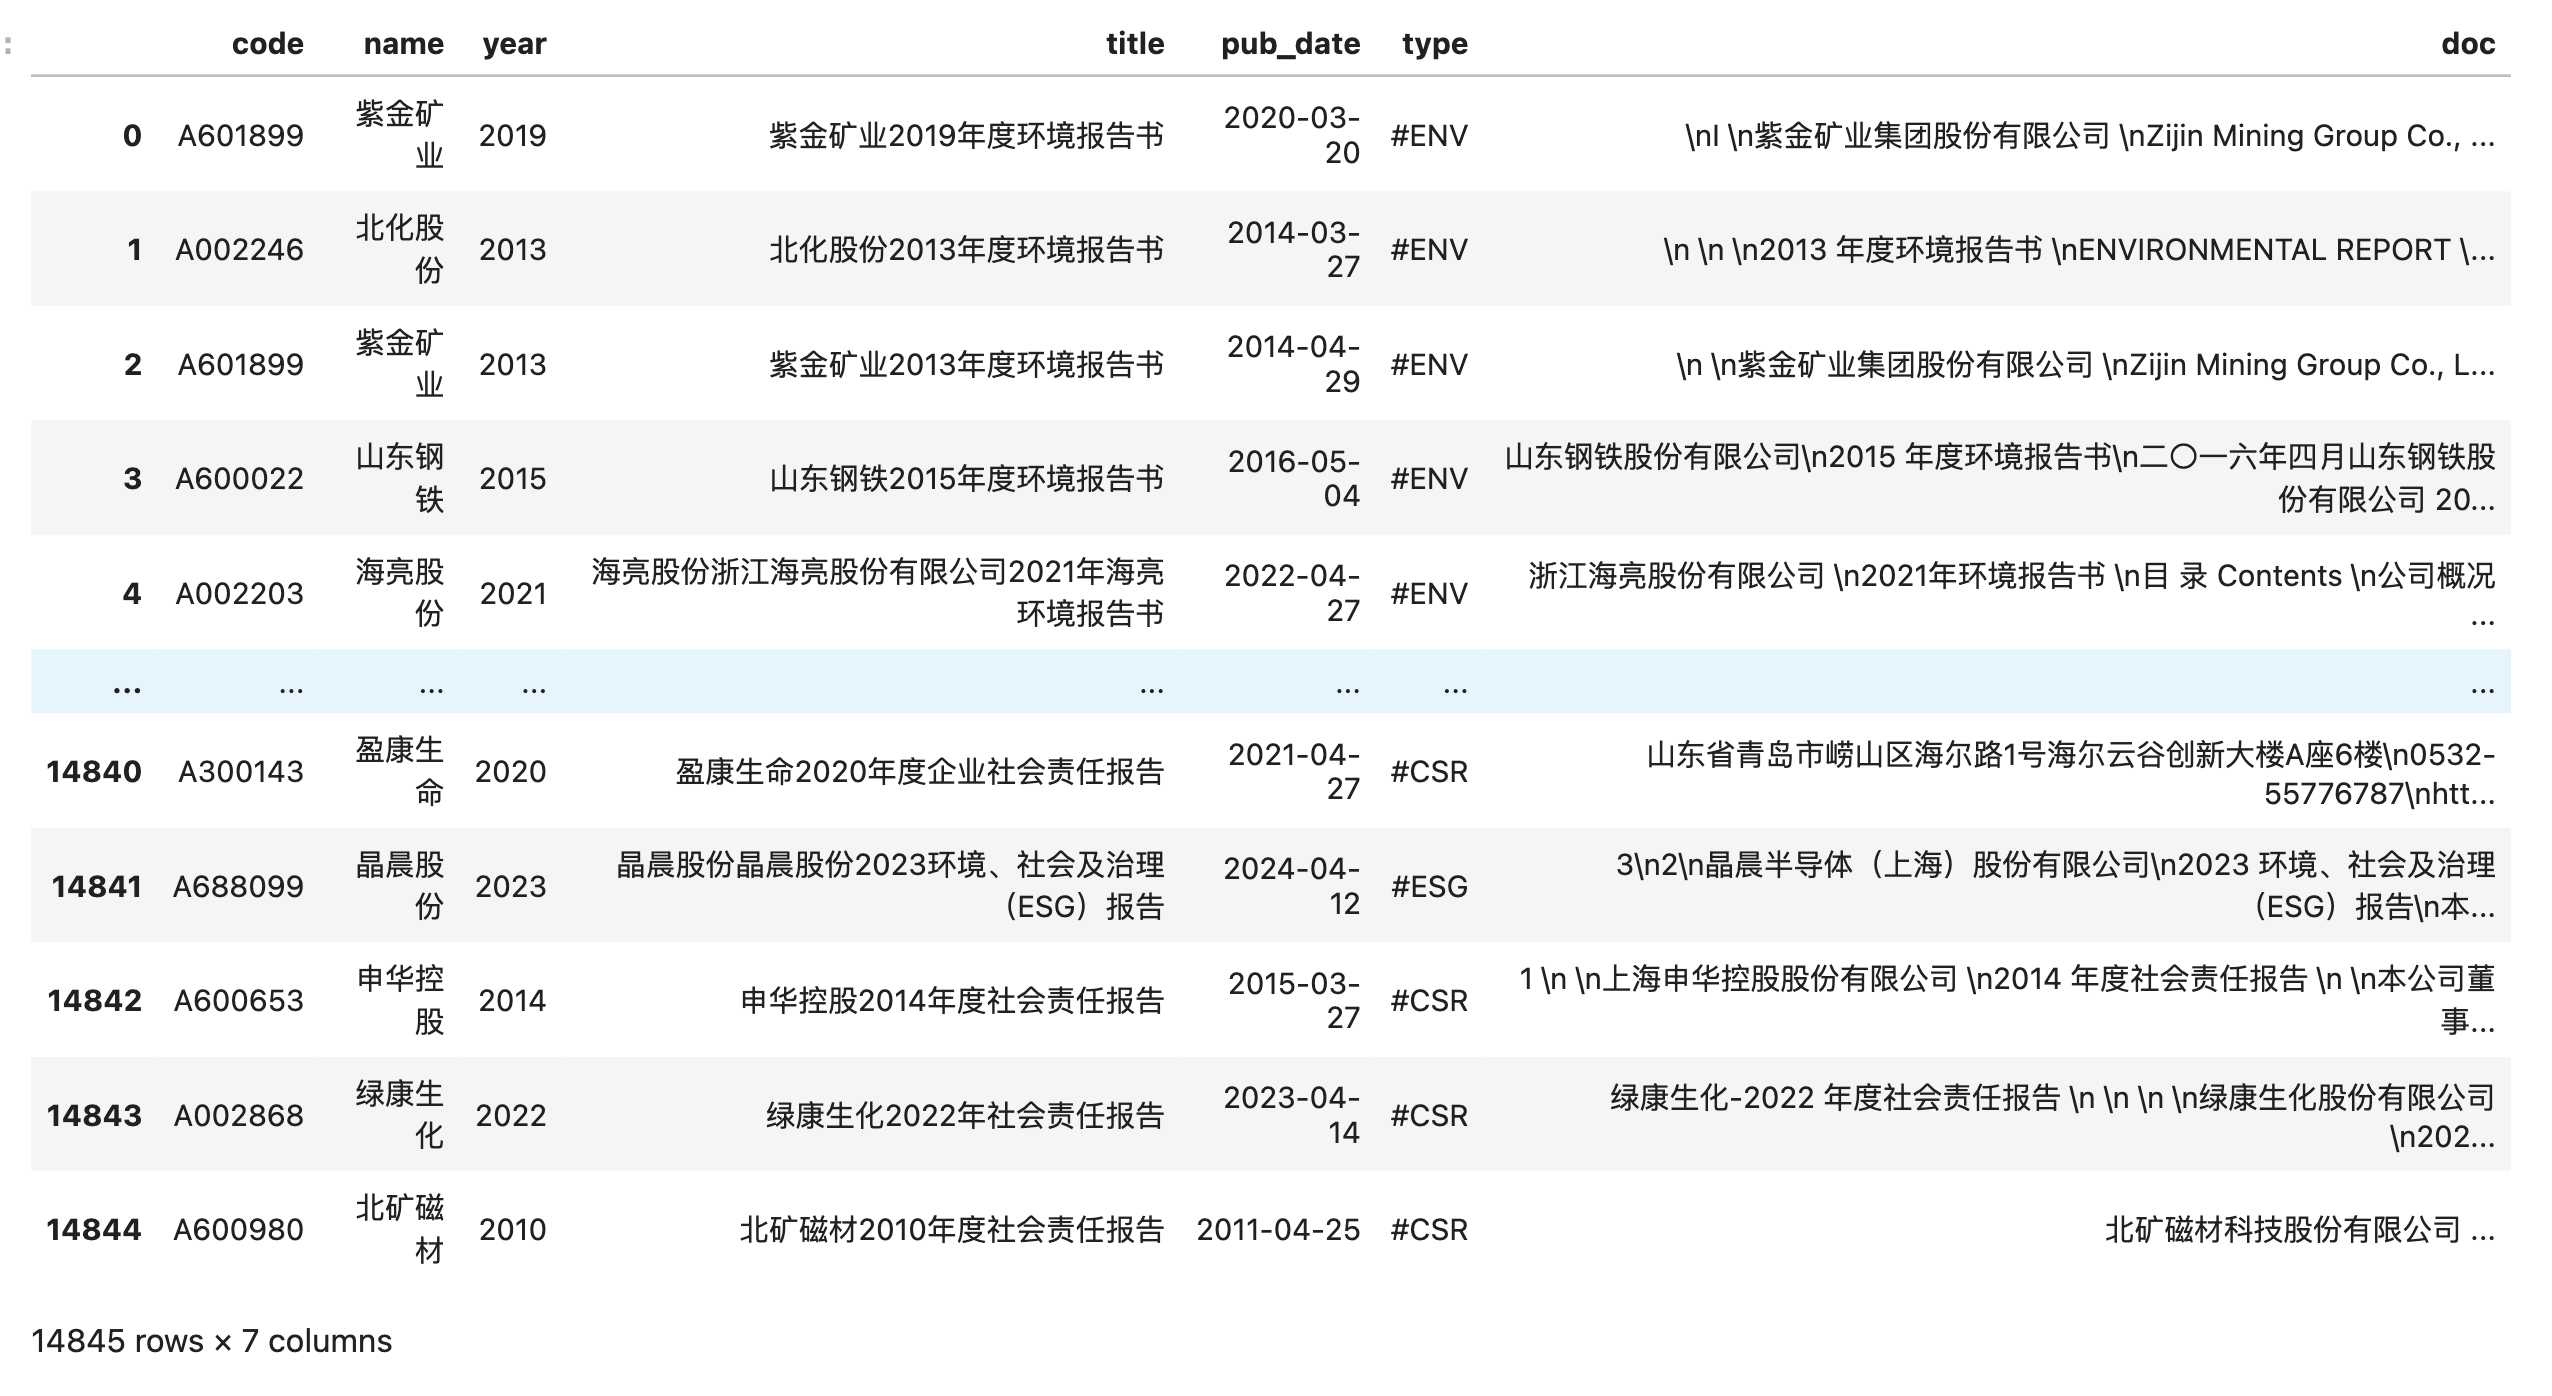 :
code name year title pub_date type doc
0 A601899 紫金矿业 2019 紫金矿业2019年度环境报告书 2020-03-20 #ENV \nI \n紫金矿业集团股份有限公司 \nZijin Mining Group Co., ...
1 A002246 北化股份 2013 北化股份2013年度环境报告书 2014-03-27 #ENV \n \n \n2013 年度环境报告书 \nENVIRONMENTAL REPORT \...
2 A601899 紫金矿业 2013 紫金矿业2013年度环境报告书 2014-04-29 #ENV \n \n紫金矿业集团股份有限公司 \nZijin Mining Group Co., L...
3 A600022 山东钢铁 2015 山东钢铁2015年度环境报告书 2016-05-04 #ENV 山东钢铁股份有限公司\n2015 年度环境报告书\n二〇一六年四月山东钢铁股份有限公司 20...
4 A002203 海亮股份 2021 海亮股份浙江海亮股份有限公司2021年海亮环境报告书 2022-04-27 #ENV 浙江海亮股份有限公司 \n2021年环境报告书 \n目 录 Contents \n公司概况 ...
... ... ... ... ... ... ... ...
14840 A300143 盈康生命 2020 盈康生命2020年度企业社会责任报告 2021-04-27 #CSR 山东省青岛市崂山区海尔路1号海尔云谷创新大楼A座6楼\n0532-55776787\nhtt...
14841 A688099 晶晨股份 2023 晶晨股份晶晨股份2023环境、社会及治理（ESG）报告 2024-04-12 #ESG 3\n2\n晶晨半导体（上海）股份有限公司\n2023 环境、社会及治理（ESG）报告\n本...
14842 A600653 申华控股 2014 申华控股2014年度社会责任报告 2015-03-27 #CSR 1 \n \n上海申华控股股份有限公司 \n2014 年度社会责任报告 \n \n本公司董事...
14843 A002868 绿康生化 2022 绿康生化2022年社会责任报告 2023-04-14 #CSR 绿康生化-2022 年度社会责任报告 \n \n \n \n绿康生化股份有限公司 \n202...
14844 A600980 北矿磁材 2010 北矿磁材2010年度社会责任报告 2011-04-25 #CSR 北矿磁材科技股份有限公司 ...
14845 rows × 7 columns